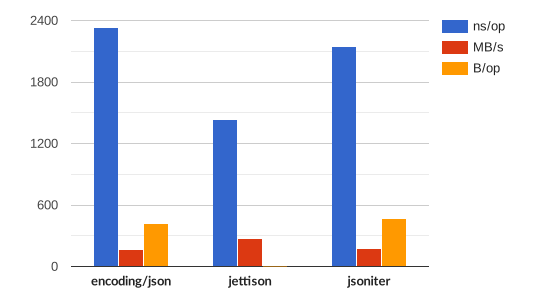 2400
1800
1200
600
0
encoding/json
jettison
jsoniter
ns/op
MB/s
B/op